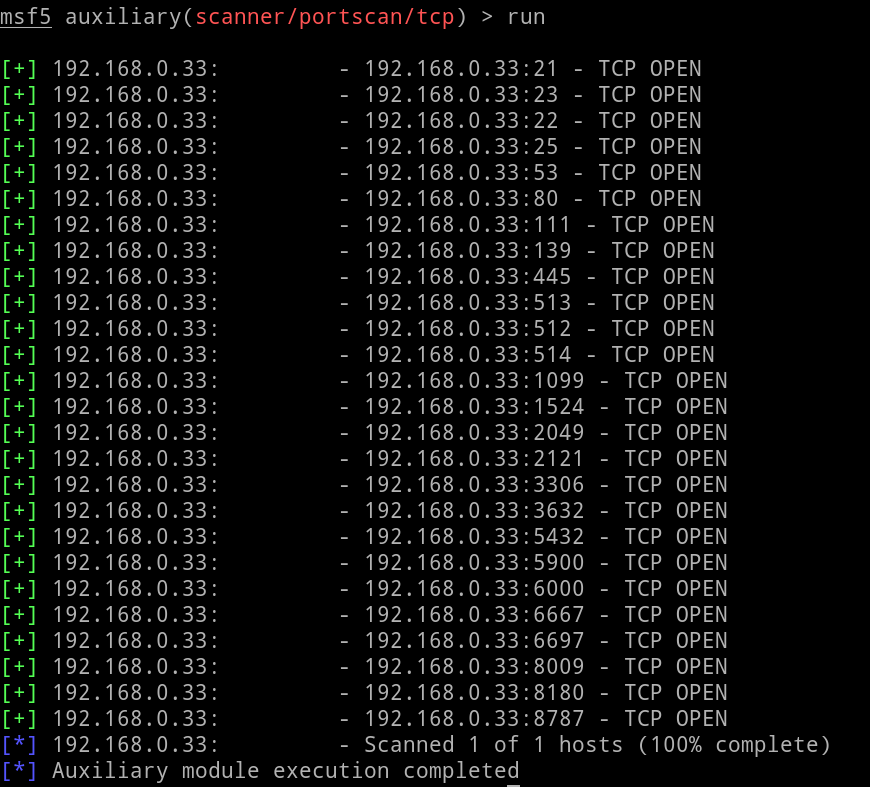 msf5 auxiliary(scanner/portscan/tcp) > run
[+] 192.168.0.33: - 192.168.0.33:21 - TCP OPEN
[+] 192.168.0.33: - 192.168.0.33:23 - TCP OPEN
[+] 192.168.0.33: - 192.168.0.33:22 - TCP OPEN
[+] 192.168.0.33: - 192.168.0.33:25 - TCP OPEN
[+] 192.168.0.33: - 192.168.0.33:53 - TCP OPEN
[+] 192.168.0.33: - 192.168.0.33:80 - TCP OPEN
[+] 192.168.0.33: - 192.168.0.33:111 - TCP OPEN
[+] 192.168.0.33: - 192.168.0.33:139 - TCP OPEN
[+] 192.168.0.33: - 192.168.0.33:445 - TCP OPEN
[+] 192.168.0.33: - 192.168.0.33:513 - TCP OPEN
[+] 192.168.0.33: - 192.168.0.33:512 - TCP OPEN
[+] 192.168.0.33: - 192.168.0.33:514 - TCP OPEN
[+] 192.168.0.33: - 192.168.0.33:1099 - TCP OPEN
[+] 192.168.0.33: - 192.168.0.33:1524 - TCP OPEN
[+] 192.168.0.33: - 192.168.0.33:2049 - TCP OPEN
[+] 192.168.0.33: - 192.168.0.33:2121 - TCP OPEN
[+] 192.168.0.33: - 192.168.0.33:3306 - TCP OPEN
[+] 192.168.0.33: - 192.168.0.33:3632 - TCP OPEN
[+] 192.168.0.33: - 192.168.0.33:5432 - TCP OPEN
[+] 192.168.0.33: - 192.168.0.33:5900 - TCP OPEN
[+] 192.168.0.33: - 192.168.0.33:6000 - TCP OPEN
[+] 192.168.0.33: - 192.168.0.33:6667 - TCP OPEN
[+] 192.168.0.33: - 192.168.0.33:6697 - TCP OPEN
[+] 192.168.0.33: - 192.168.0.33:8009 - TCP OPEN
[+] 192.168.0.33: - 192.168.0.33:8180 - TCP OPEN
[+] 192.168.0.33: - 192.168.0.33:8787 - TCP OPEN
[*] 192.168.0.33: - Scanned 1 of 1 hosts (100% complete)
[*] Auxiliary module execution completed